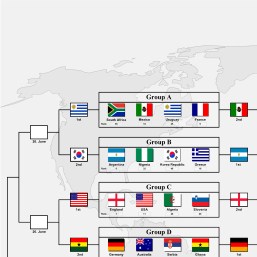 Group A
South Africa Mexico Uruguay France
1st
2nd
Group B
26. June
Argentina Nigeria Korea Republic Greece
2nd
1st
Group C
England USA Algeria Slovenia
1st
2nd
26. June
Group D
Germany Australia Serbia Ghana
2nd
1st